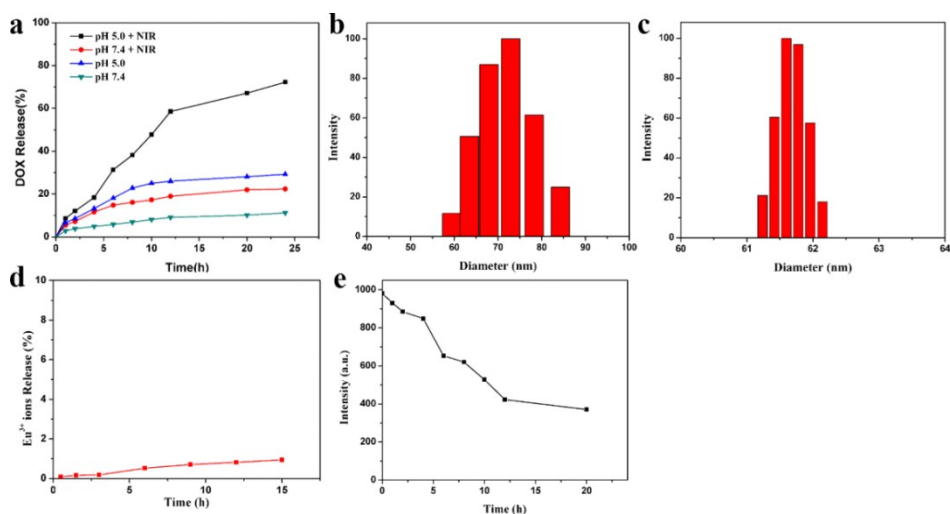 a
DOX Release(%)
100
80
60
40
20
0
pH 5.0 + NIR
pH 7.4 + NIR
pH 5.0
pH 7.4
0 5 10 15 20 25
Time(h)
b
Intensity
100
80
60
40
20
0
40 50 60 70 80 90 100
Diameter (nm)
c
Intensity
100
80
60
40
20
0
60 61 62 63 64
Diameter (nm)
d
Eu³⁺ ions Release (%)
10
8
6
4
2
0
0 5 10 15
Time (h)
e
Intensity (a.u.)
1000
800
600
400
200
0
0 5 10 15 20
Time (h)